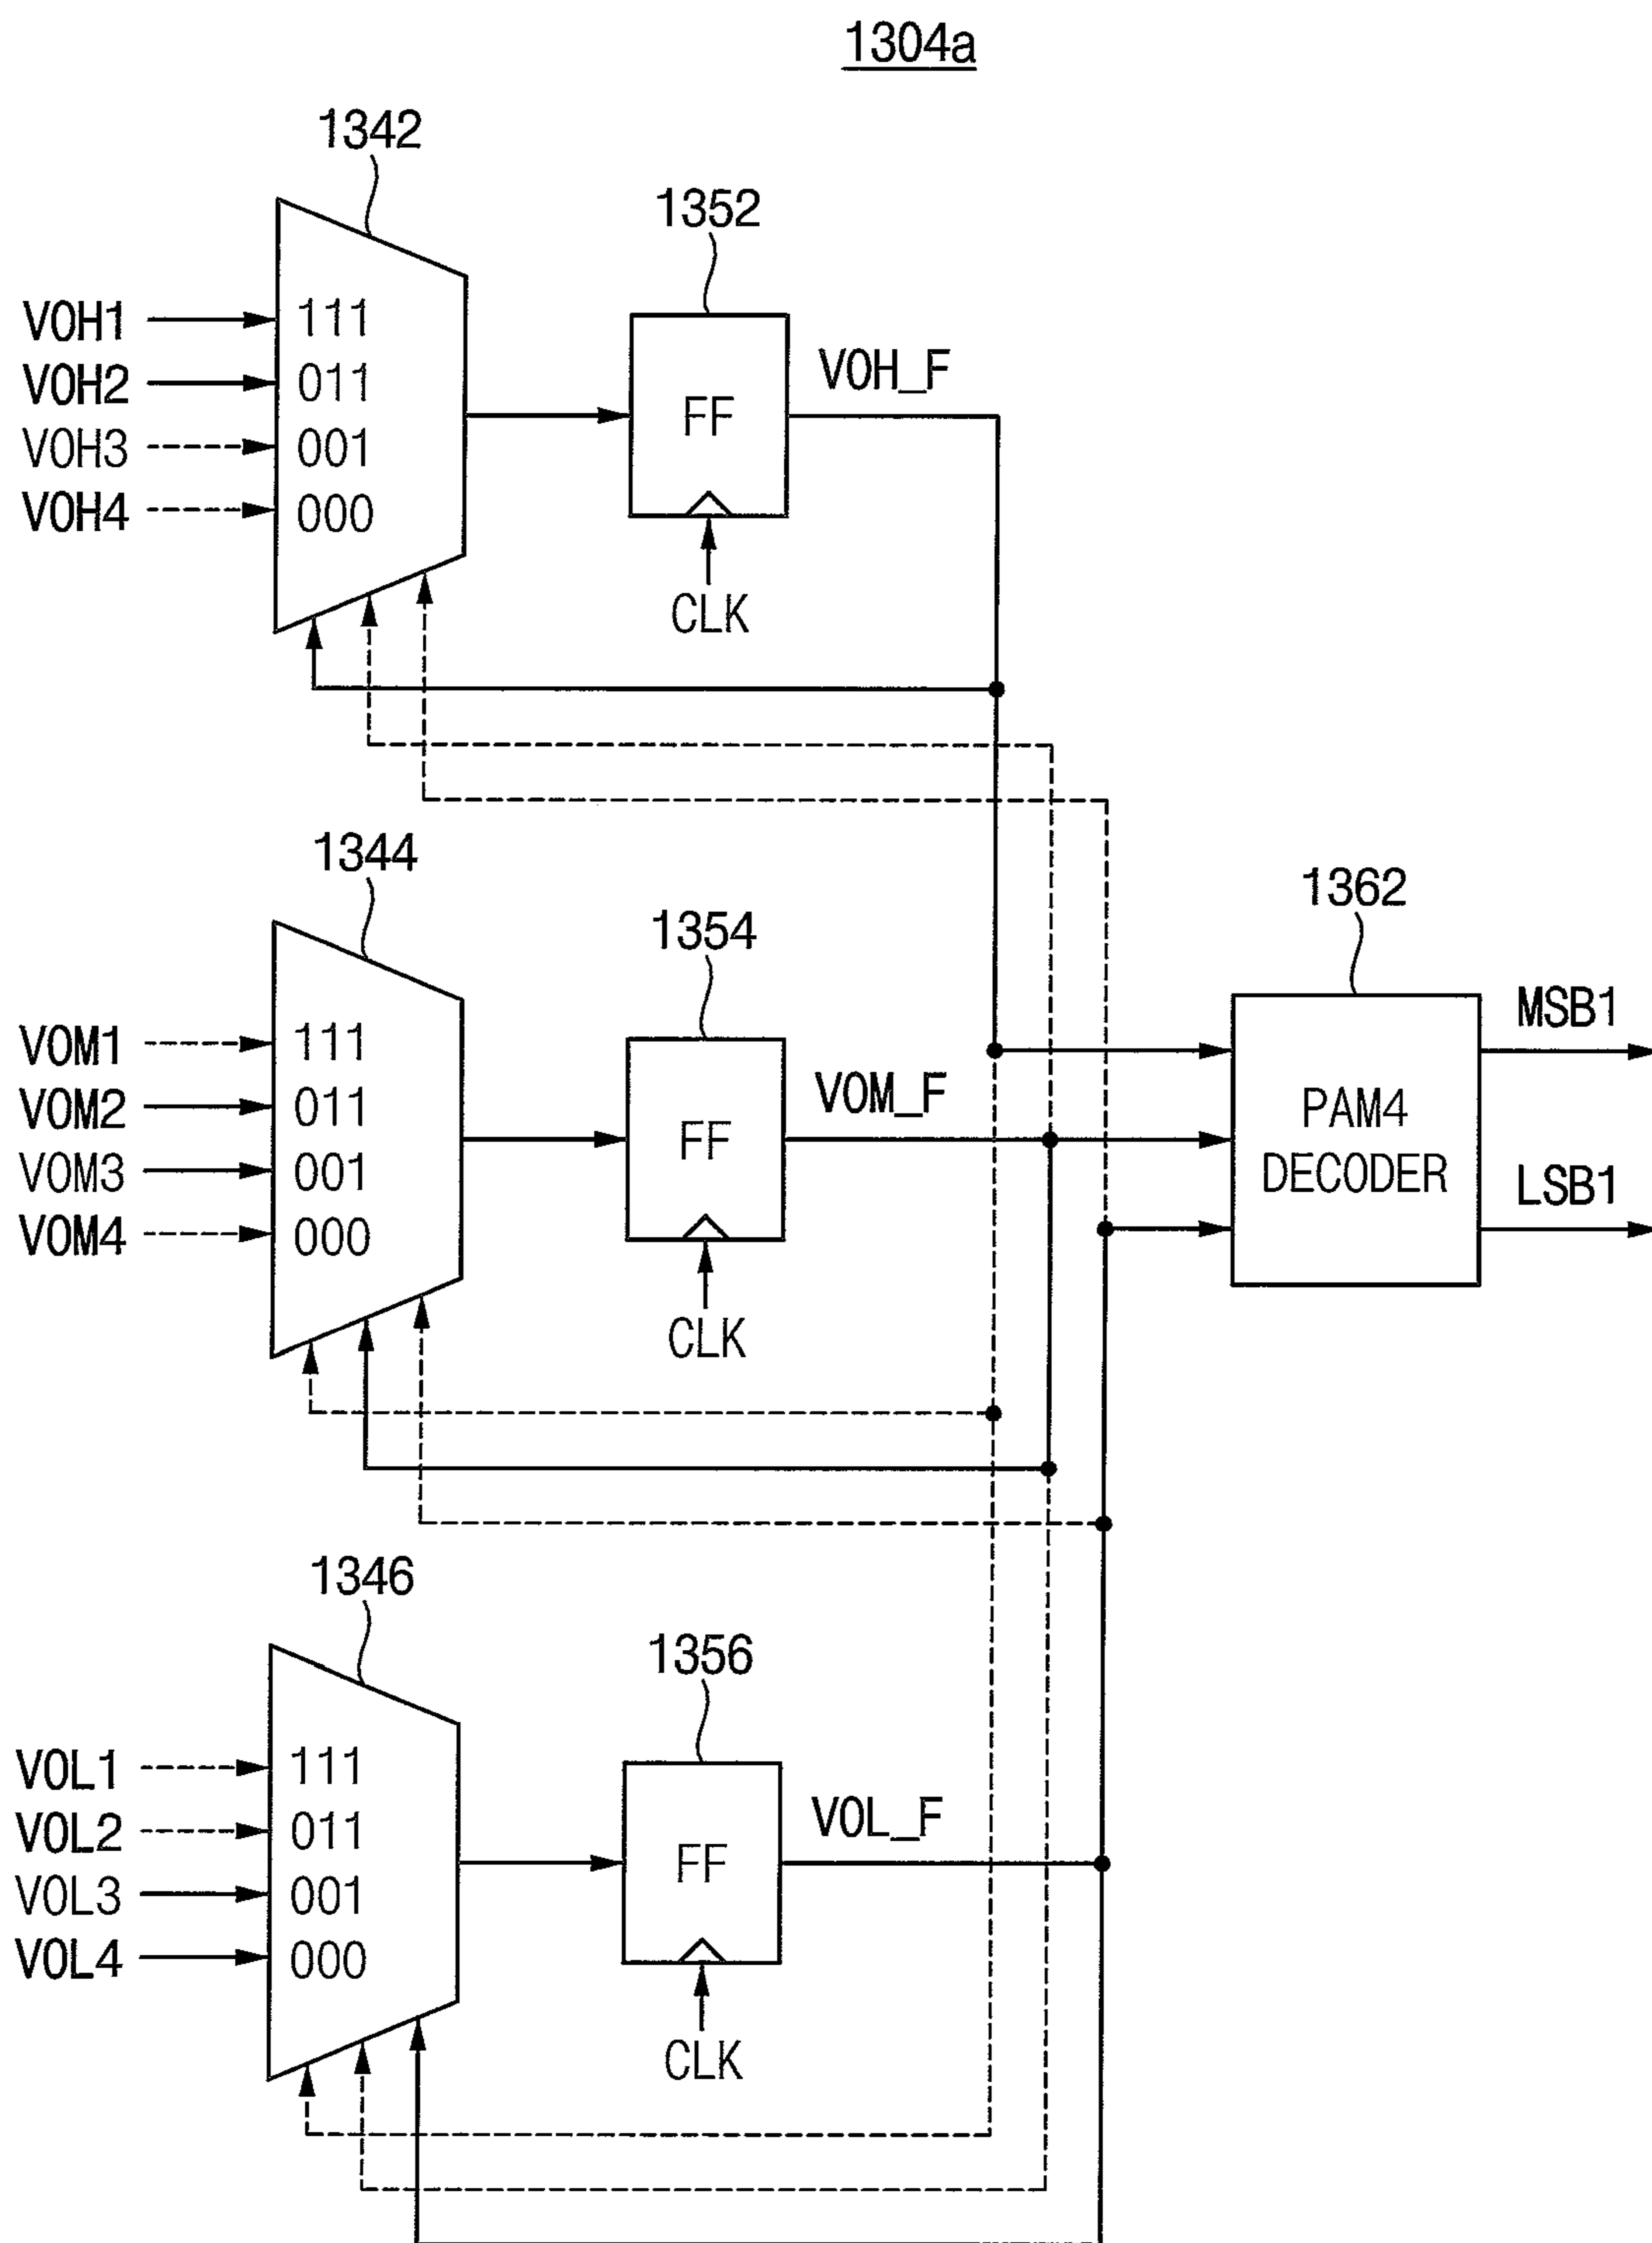 1304a
1342
1352
VOH1
111
VOH2
011
VOH3
001
VOH4
000
FF
VOH_F
CLK
1344
1354
1362
VOM1
111
VOM2
011
VOM3
001
VOM4
000
FF
VOM_F
CLK
PAM4
DECODER
MSB1
LSB1
1346
1356
VOL1
111
VOL2
011
VOL3
001
VOL4
000
FF
VOL_F
CLK